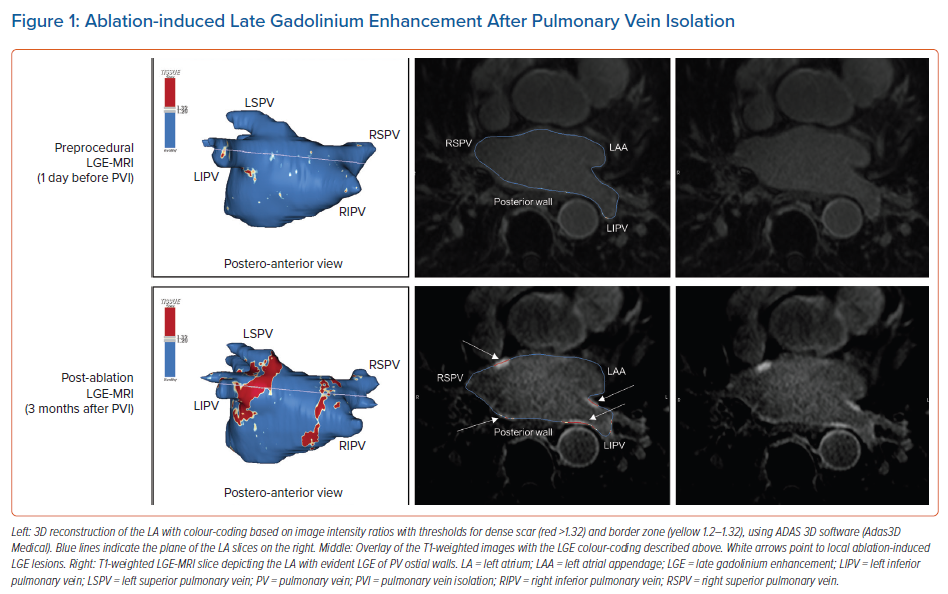 Figure 1: Ablation-induced Late Gadolinium Enhancement After Pulmonary Vein Isolation
Preprocedural
LGE-MRI
(1 day before PVI)
TISSUE
1.20
LSPV
RSPV
LIPV
RIPV
Postero-anterior view
RSPV
LAA
Posterior wall
LIPV
R
R
Post-ablation
LGE-MRI
(3 months after PVI)
TISSUE
1.20
LSPV
RSPV
LIPV
RIPV
Postero-anterior view
RSPV
LAA
Posterior wall
LIPV
R
L
R
L
Left: 3D reconstruction of the LA with colour-coding based on image intensity ratios with thresholds for dense scar (red >1.32) and border zone (yellow 1.2–1.32), using ADAS 3D software (Adas3D
Medical). Blue lines indicate the plane of the LA slices on the right. Middle: Overlay of the T1-weighted images with the LGE colour-coding described above. White arrows point to local ablation-induced
LGE lesions. Right: T1-weighted LGE-MRI slice depicting the LA with evident LGE of PV ostial walls. LA = left atrium; LAA = left atrial appendage; LGE = late gadolinium enhancement; LIPV = left inferior
pulmonary vein; LSPV = left superior pulmonary vein; PV = pulmonary vein; PVI = pulmonary vein isolation; RIPV = right inferior pulmonary vein; RSPV = right superior pulmonary vein.